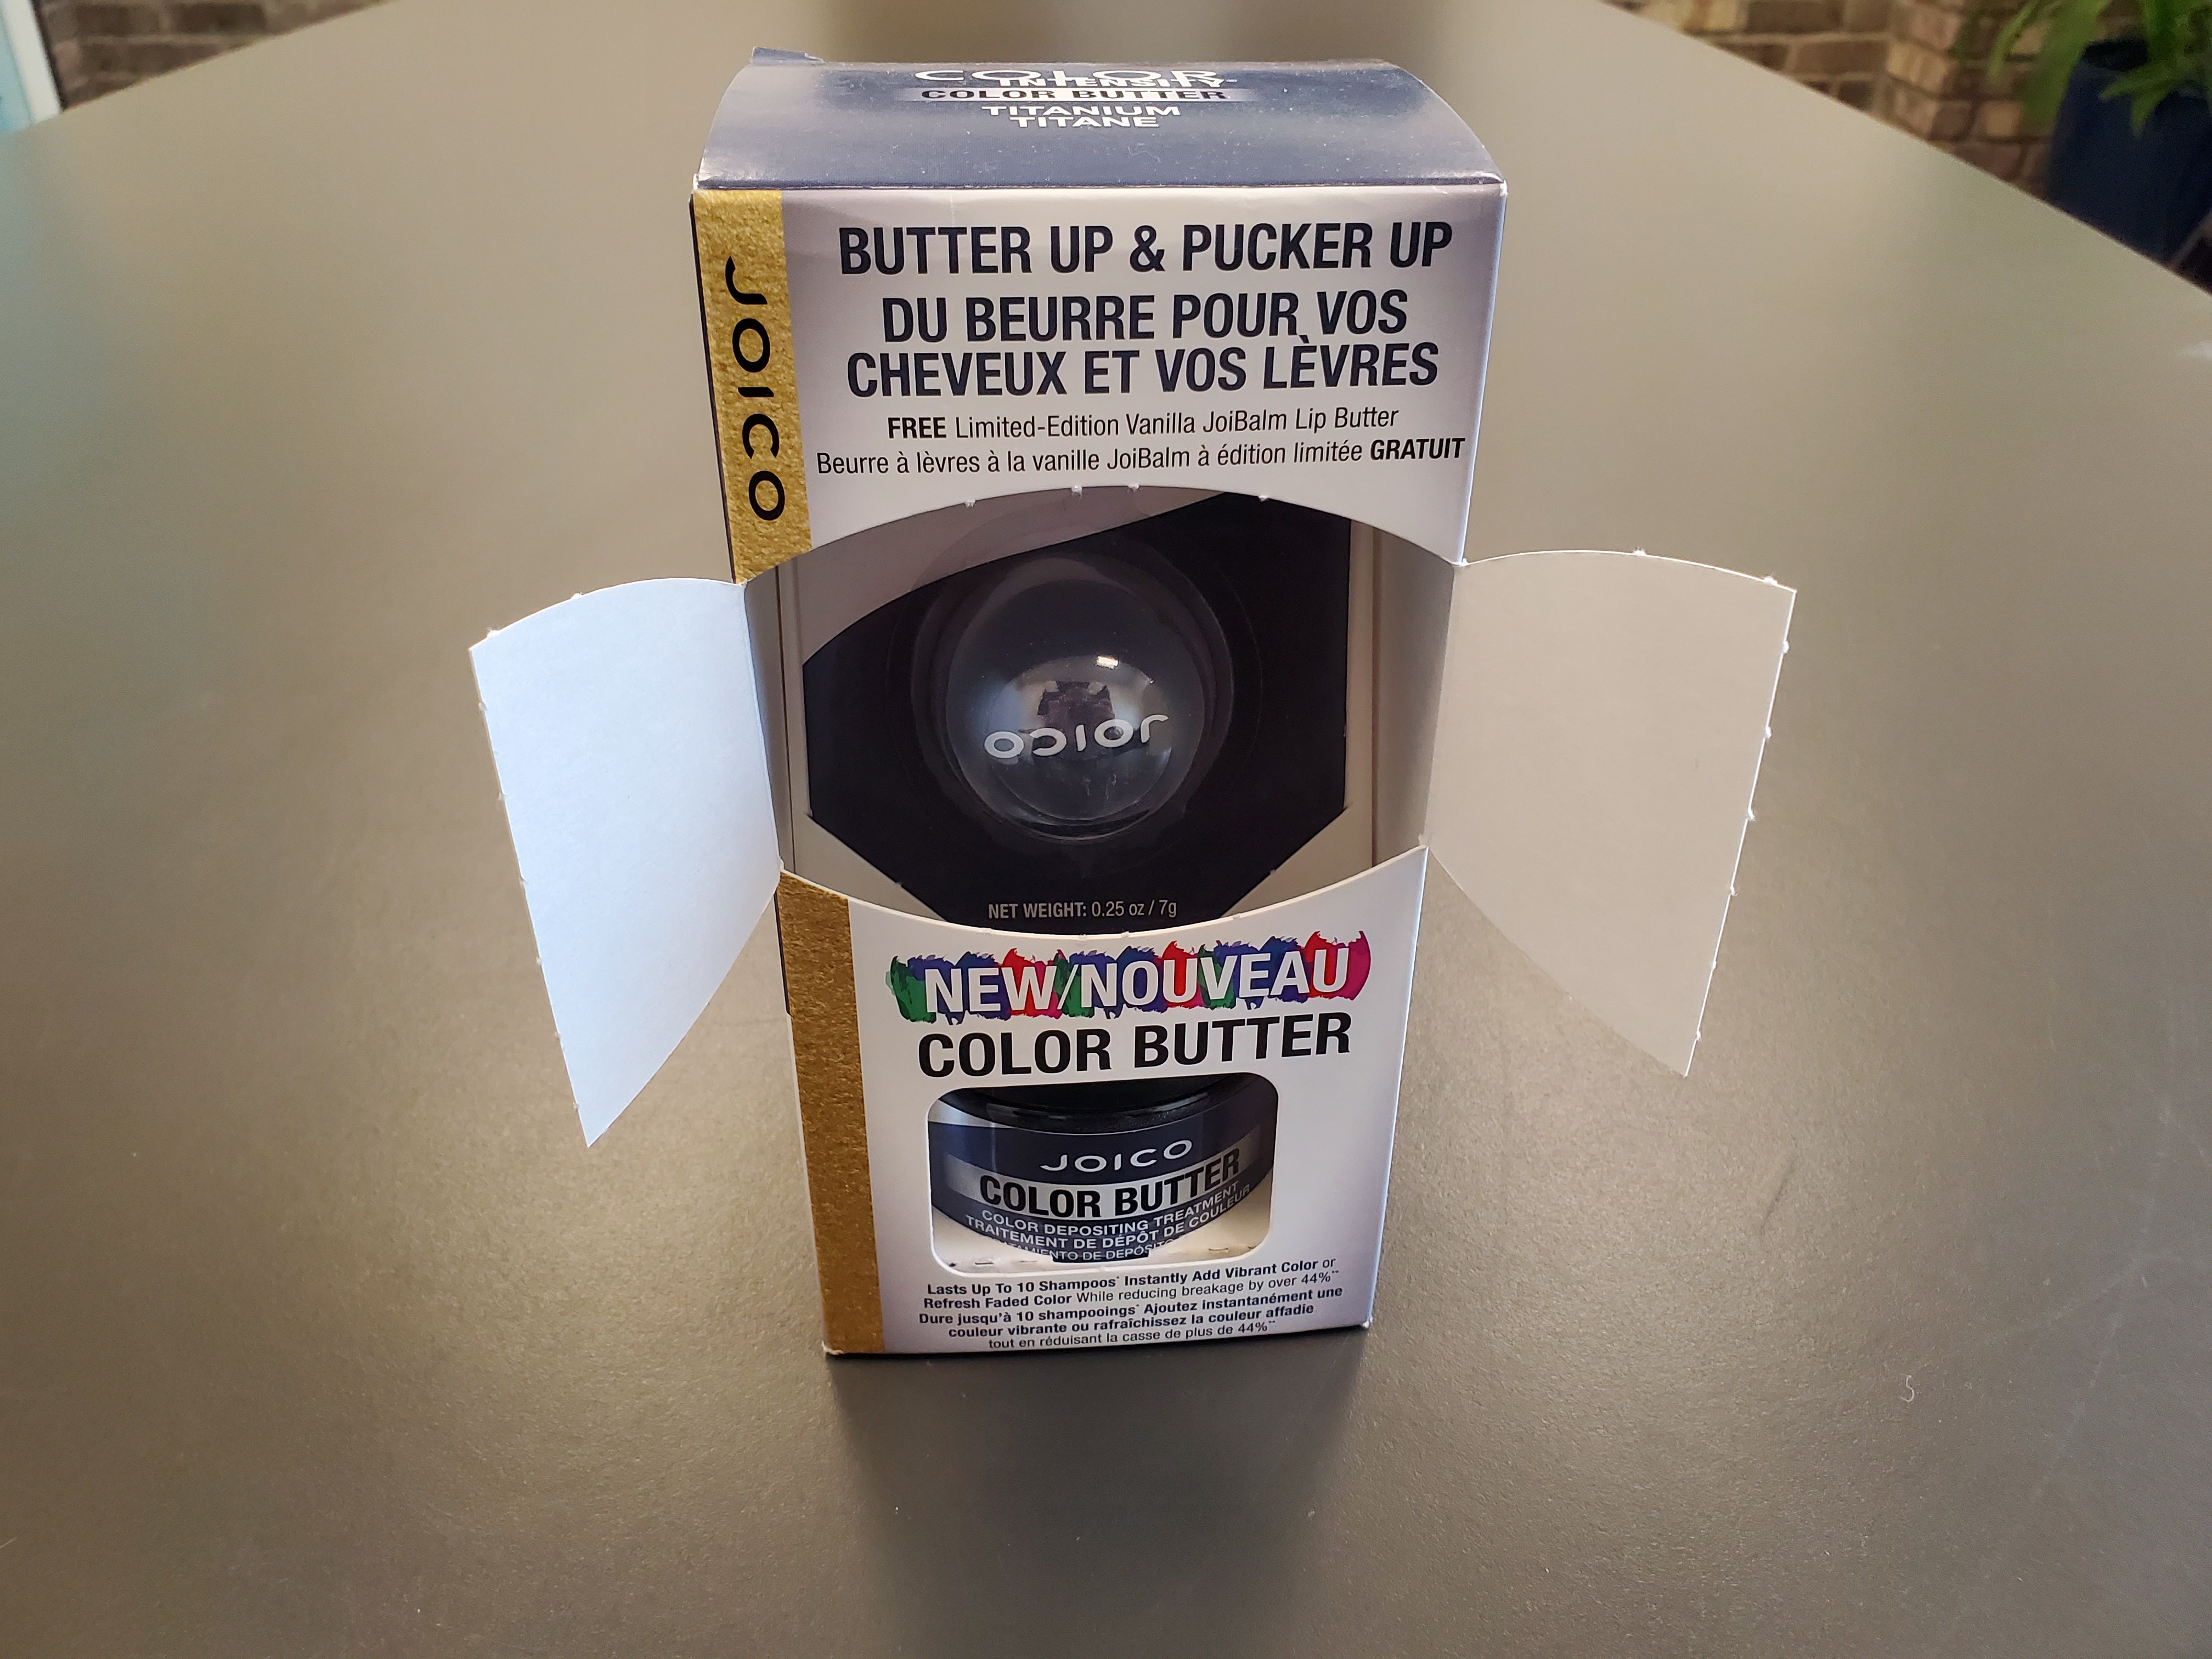 COLOR
INTENSITY™
COLOR BUTTER
TITANIUM
TITANE
JOICO
BUTTER UP & PUCKER UP
DU BEURRE POUR VOS
CHEVEUX ET VOS LÈVRES
FREE Limited-Edition Vanilla JoiBalm Lip Butter
Beurre à lèvres à la vanille JoiBalm à édition limitée GRATUIT
JOICO
NET WEIGHT: 0.25 oz / 7g
NEW/NOUVEAU
COLOR BUTTER
JOICO
COLOR BUTTER
COLOR DEPOSITING TREATMENT
TRAITEMENT DE DÉPÔT DE COULEUR
DE DEPÓSITO
Lasts Up To 10 Shampoos* Instantly Add Vibrant Color or
Refresh Faded Color While reducing breakage by over 44%**
Dure jusqu'à 10 shampooings* Ajoutez instantanément une
couleur vibrante ou rafraîchissez la couleur affadie
tout en réduisant la casse de plus de 44%**